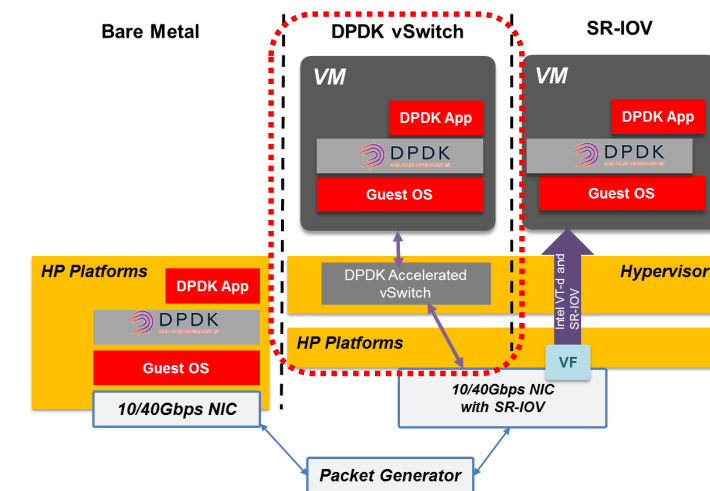 Bare Metal
DPDK vSwitch
SR-IOV
VM
DPDK App
DPDK
Guest OS
VM
DPDK App
DPDK
Guest OS
HP Platforms
DPDK App
DPDK
Guest OS
10/40Gbps NIC
DPDK Accelerated
vSwitch
Hypervisor
Intel VT-d and
SR-IOV
HP Platforms
VF
10/40Gbps NIC
with SR-IOV
Packet Generator